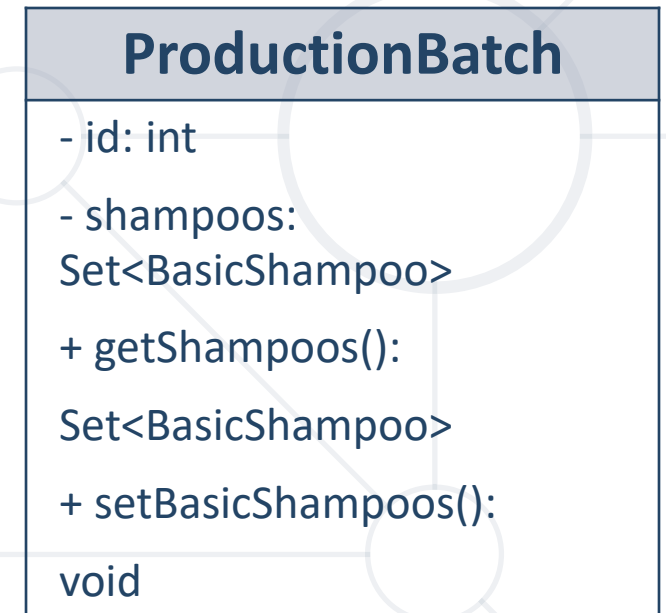 ProductionBatch
- id: int
- shampoos:
Set<BasicShampoo>
+ getShampoos():
Set<BasicShampoo>
+ setBasicShampoos():
void